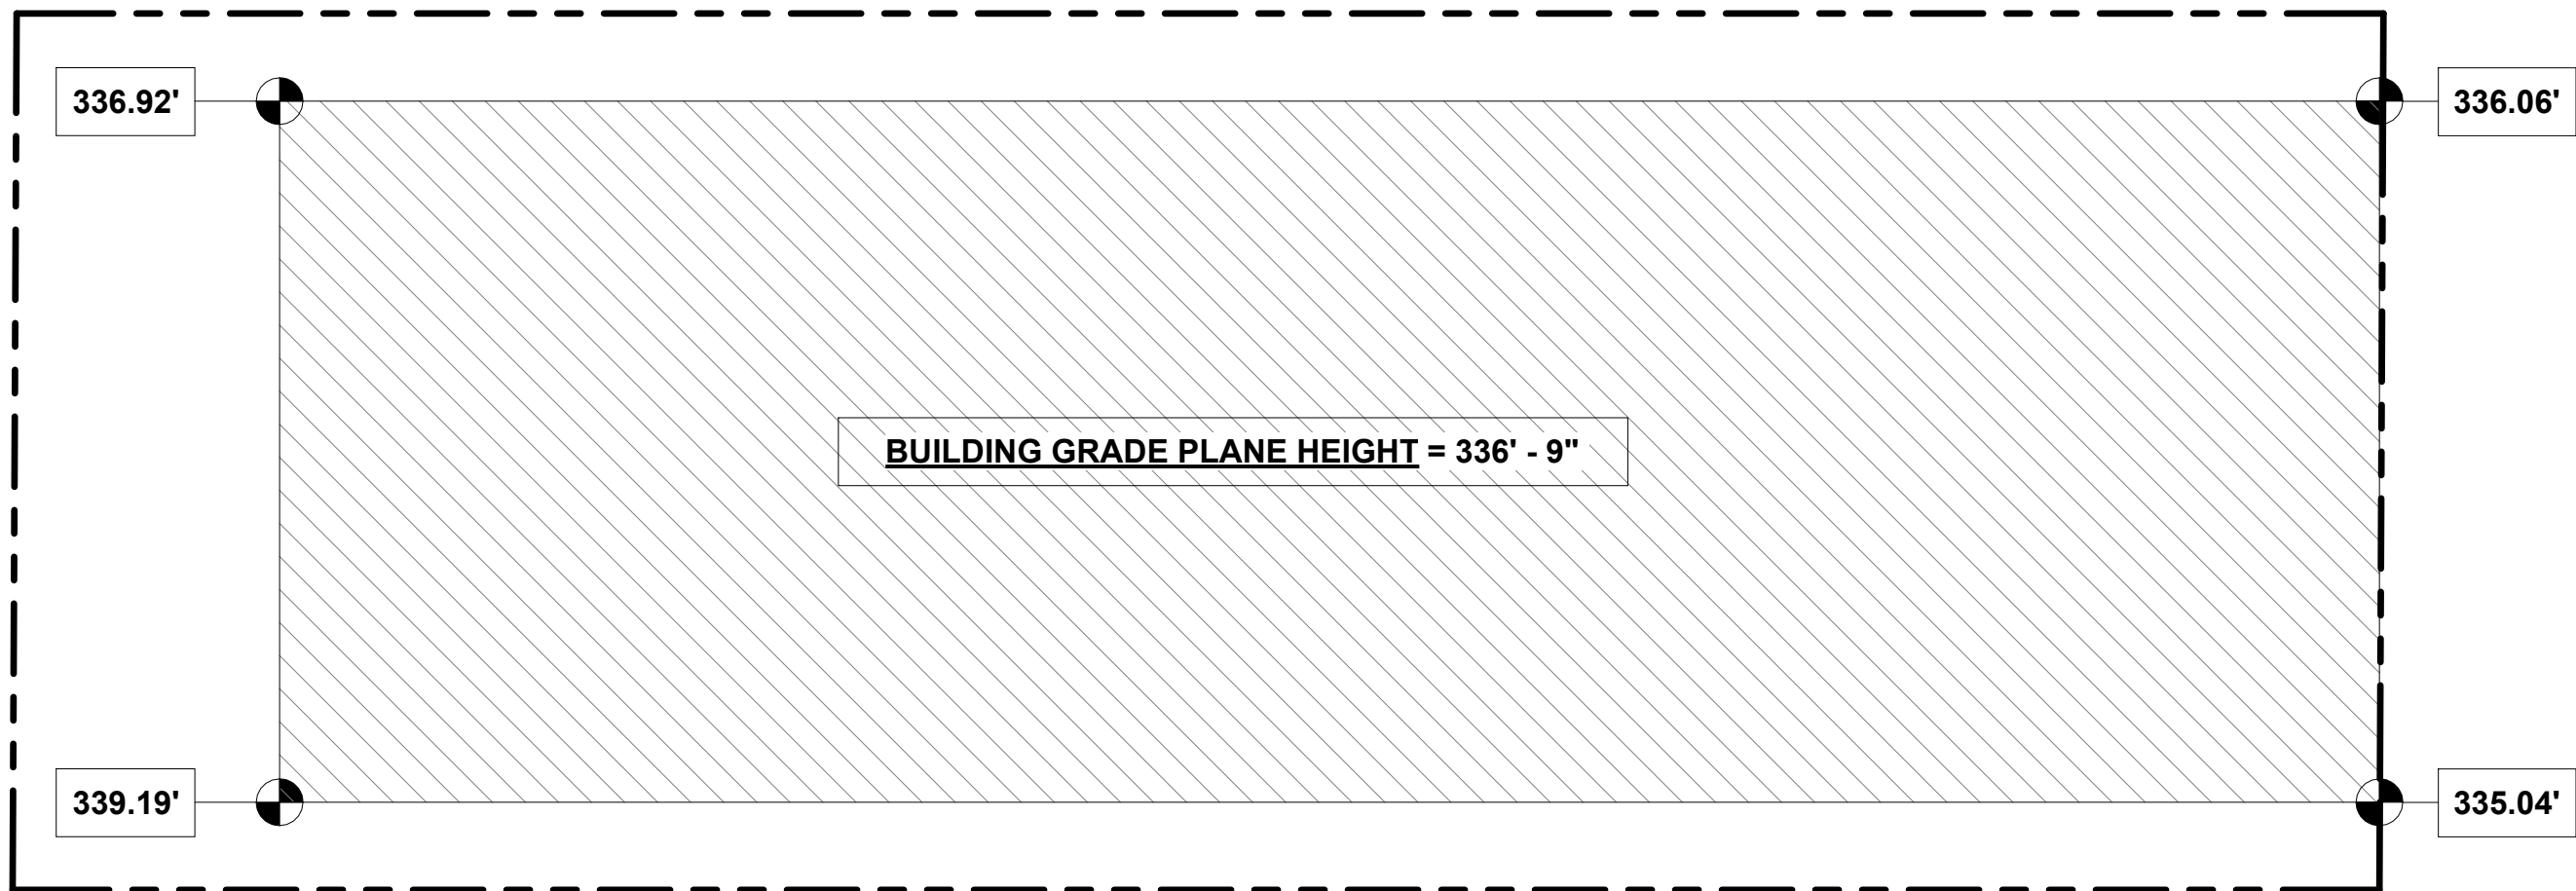 336.92'
336.06'
BUILDING GRADE PLANE HEIGHT = 336' - 9"
339.19'
335.04'